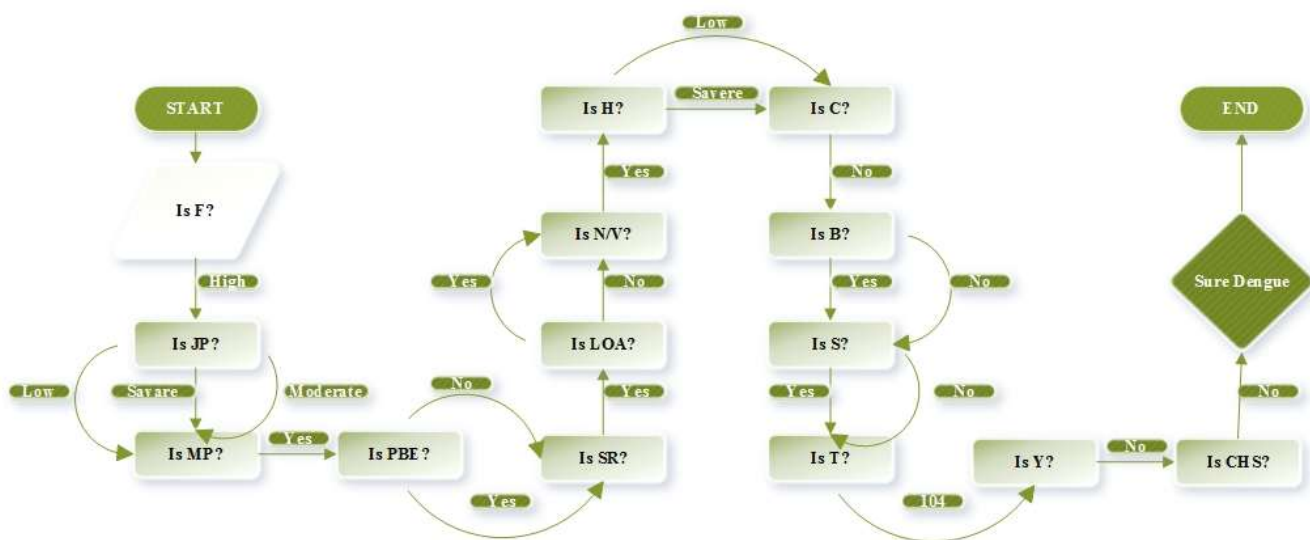 START
Is F?
High
Is JP?
Low
Savare
Moderate
Is MP?
Yes
Is PBE?
No
Yes
Is SR?
Yes
Is LOA?
Yes
No
Is N/V?
Yes
Is H?
Low
Savere
Is C?
No
Is B?
Yes
No
Is S?
Yes
No
Is T?
104
Is Y?
No
Is CHS?
No
Sure Dengue
END